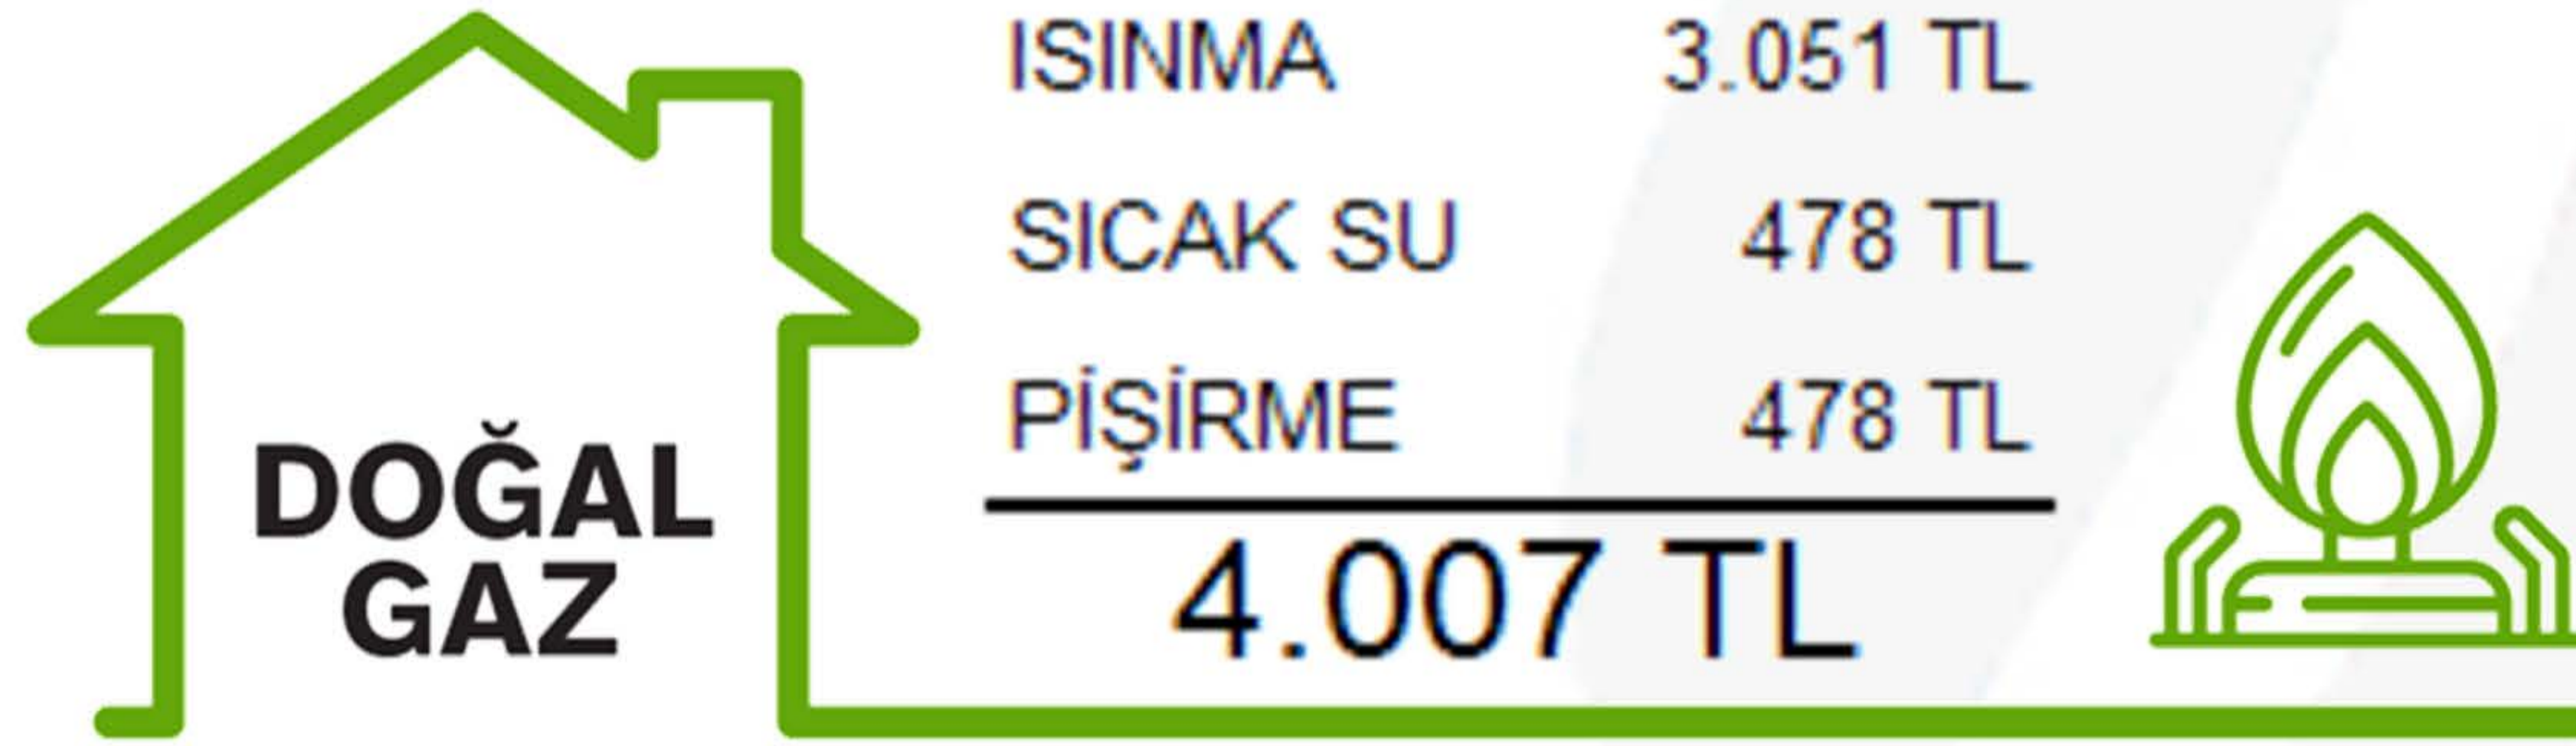 DOĞAL
GAZ
ISINMA 3.051 TL
SICAK SU 478 TL
PİŞİRME 478 TL
4.007 TL